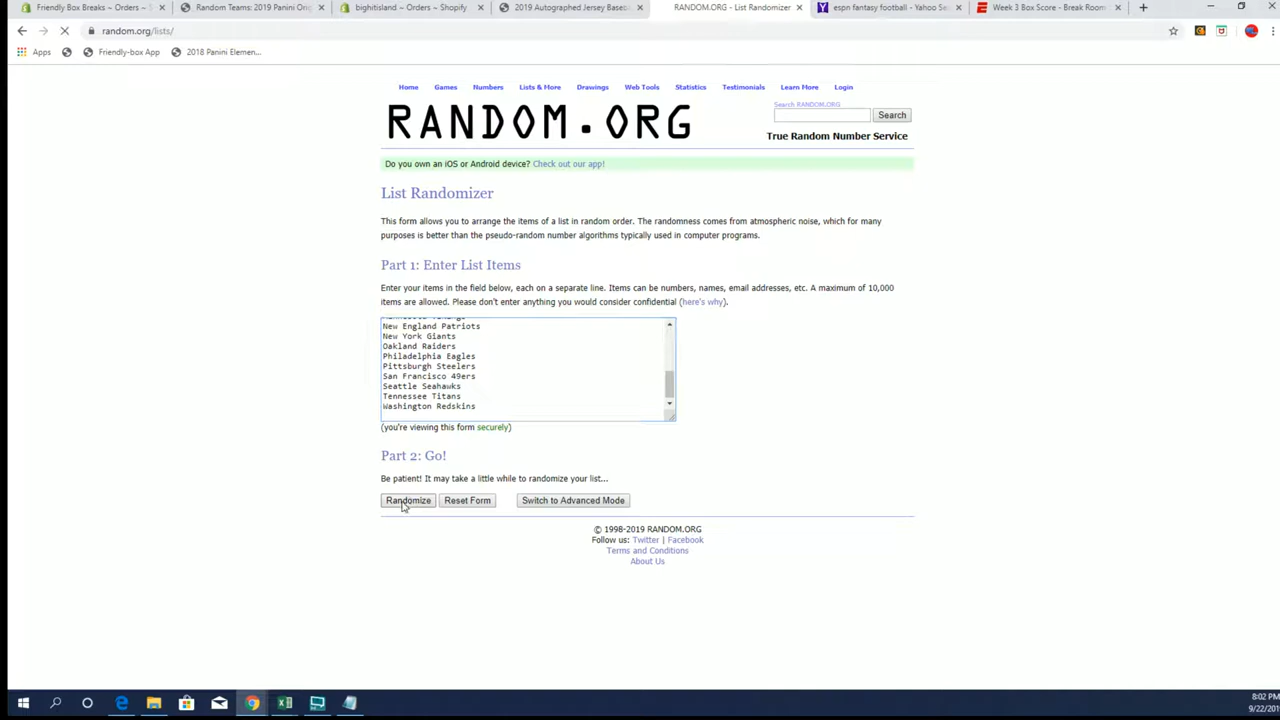 Friendly Box Breaks ~ Orders ~ S
Random Teams: 2019 Panini On
bighitisland ~ Orders ~ Shopify
2019 Autographed Jersey Baseb
RANDOM.ORG - List Randomizer
espn fantasy football - Yahoo Se
Week 3 Box Score - Break Room
random.org/lists/
Apps
Friendly-box App
2018 Panini Elemen...
Home
Games
Numbers
Lists & More
Drawings
Web Tools
Statistics
Testimonials
Learn More
Login
RANDOM.ORG
Search RANDOM.ORG
Search
True Random Number Service
Do you own an iOS or Android device? Check out our app!
List Randomizer
This form allows you to arrange the items of a list in random order. The randomness comes from atmospheric noise, which for many
purposes is better than the pseudo-random number algorithms typically used in computer programs.
Part 1: Enter List Items
Enter your items in the field below, each on a separate line. Items can be numbers, names, email addresses, etc. A maximum of 10,000
items are allowed. Please don't enter anything you would consider confidential (here's why).
New England Patriots
New York Giants
Oakland Raiders
Philadelphia Eagles
Pittsburgh Steelers
San Francisco 49ers
Seattle Seahawks
Tennessee Titans
Washington Redskins
(you're viewing this form securely)
Part 2: Go!
Be patient! It may take a little while to randomize your list...
Randomize
Reset Form
Switch to Advanced Mode
© 1998-2019 RANDOM.ORG
Follow us: Twitter | Facebook
Terms and Conditions
About Us
8:02 PM
9/22/201